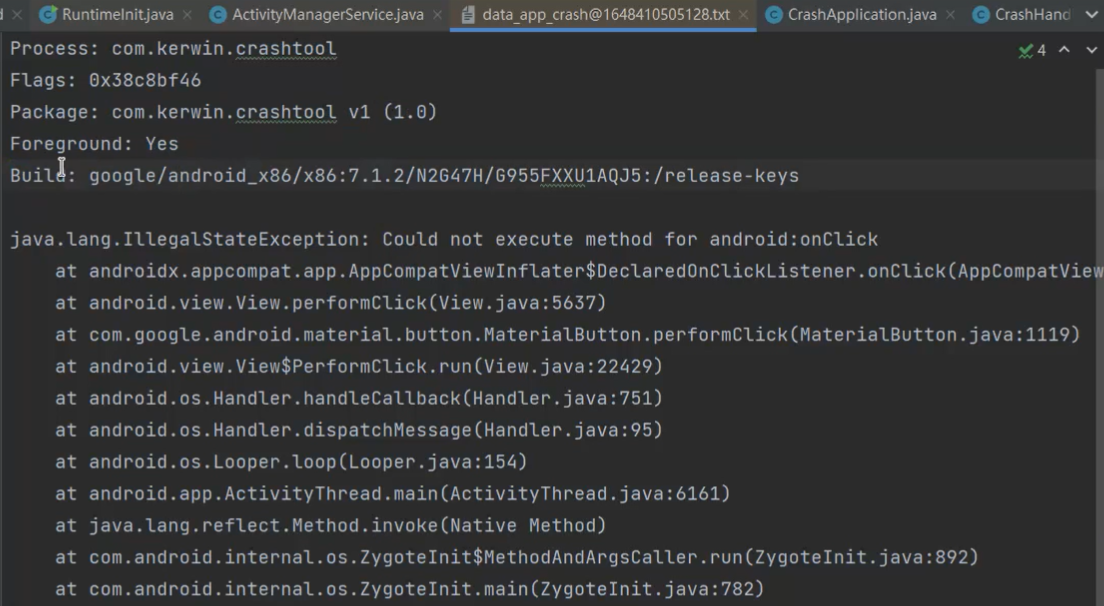 RuntimeInit.java ActivityManagerService.java data_app_crash@1648410505128.txt CrashApplication.java CrashHand
Process: com.kerwin.crashtool
4
Flags: 0x38c8bf46
Package: com.kerwin.crashtool v1 (1.0)
Foreground: Yes
Build: google/android_x86/x86:7.1.2/N2G47H/G955FXXU1AQJ5:/release-keys
java.lang.IllegalStateException: Could not execute method for android:onClick
at androidx.appcompat.app.AppCompatViewInflater$DeclaredOnClickListener.onClick(AppCompatView
at android.view.View.performClick(View.java:5637)
at com.google.android.material.button.MaterialButton.performClick(MaterialButton.java:1119)
at android.view.View$PerformClick.run(View.java:22429)
at android.os.Handler.handleCallback(Handler.java:751)
at android.os.Handler.dispatchMessage(Handler.java:95)
at android.os.Looper.loop(Looper.java:154)
at android.app.ActivityThread.main(ActivityThread.java:6161)
at java.lang.reflect.Method.invoke(Native Method)
at com.android.internal.os.ZygoteInit$MethodAndArgsCaller.run(ZygoteInit.java:892)
at com.android.internal.os.ZygoteInit.main(ZygoteInit.java:782)